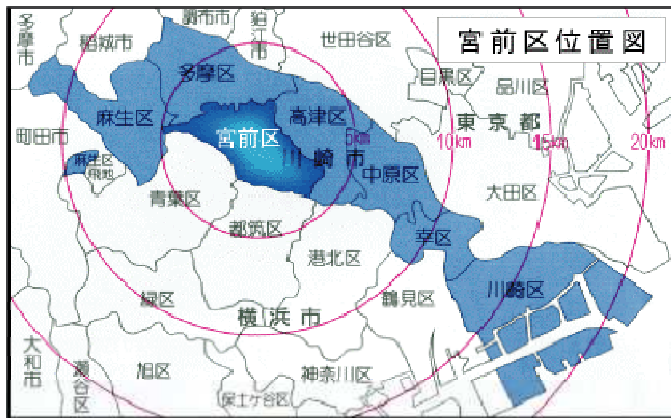 宮前区位置図
多摩市
稲城市
調布市
狛江市
世田谷区
目黒区
品川区
東京都
多摩区
麻生区
高津区
宮前区
川崎市
5km
10km
15km
20km
町田市
麻生区
飛地
中原区
大田区
青葉区
都筑区
港北区
幸区
川崎区
鶴見区
緑区
横浜市
大和市
瀬谷区
旭区
保土ケ谷区
神奈川区